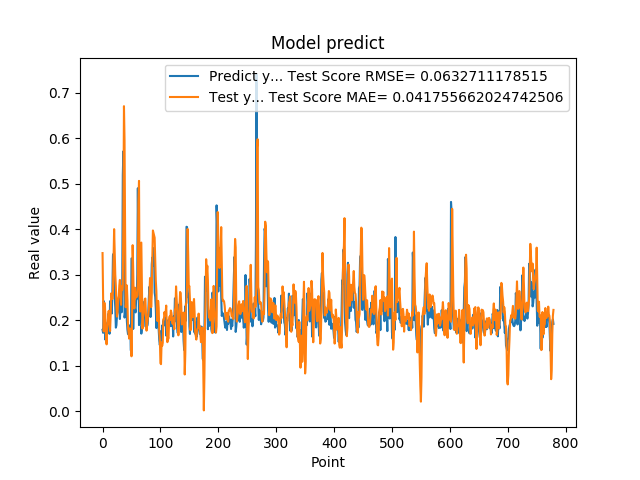 Model predict
Predict y... Test Score RMSE= 0.0632711178515
Test y... Test Score MAE= 0.041755662024742506
Real value
0.7
0.6
0.5
0.4
0.3
0.2
0.1
0.0
0 100 200 300 400 500 600 700 800
Point